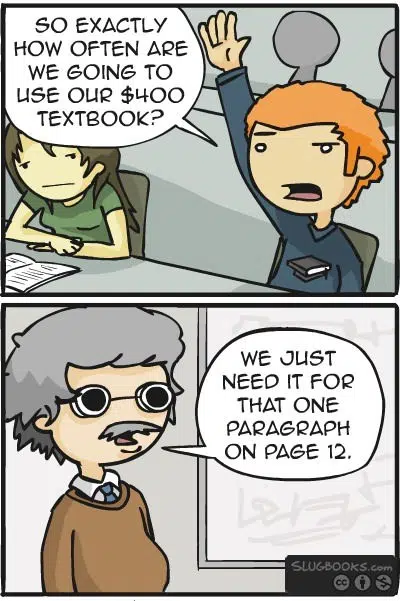 SO EXACTLY
HOW OFTEN ARE
WE GOING TO
USE OUR $400
TEXTBOOK?
WE JUST
NEED IT FOR
THAT ONE
PARAGRAPH
ON PAGE 12.
SLUGBOOKS.COM